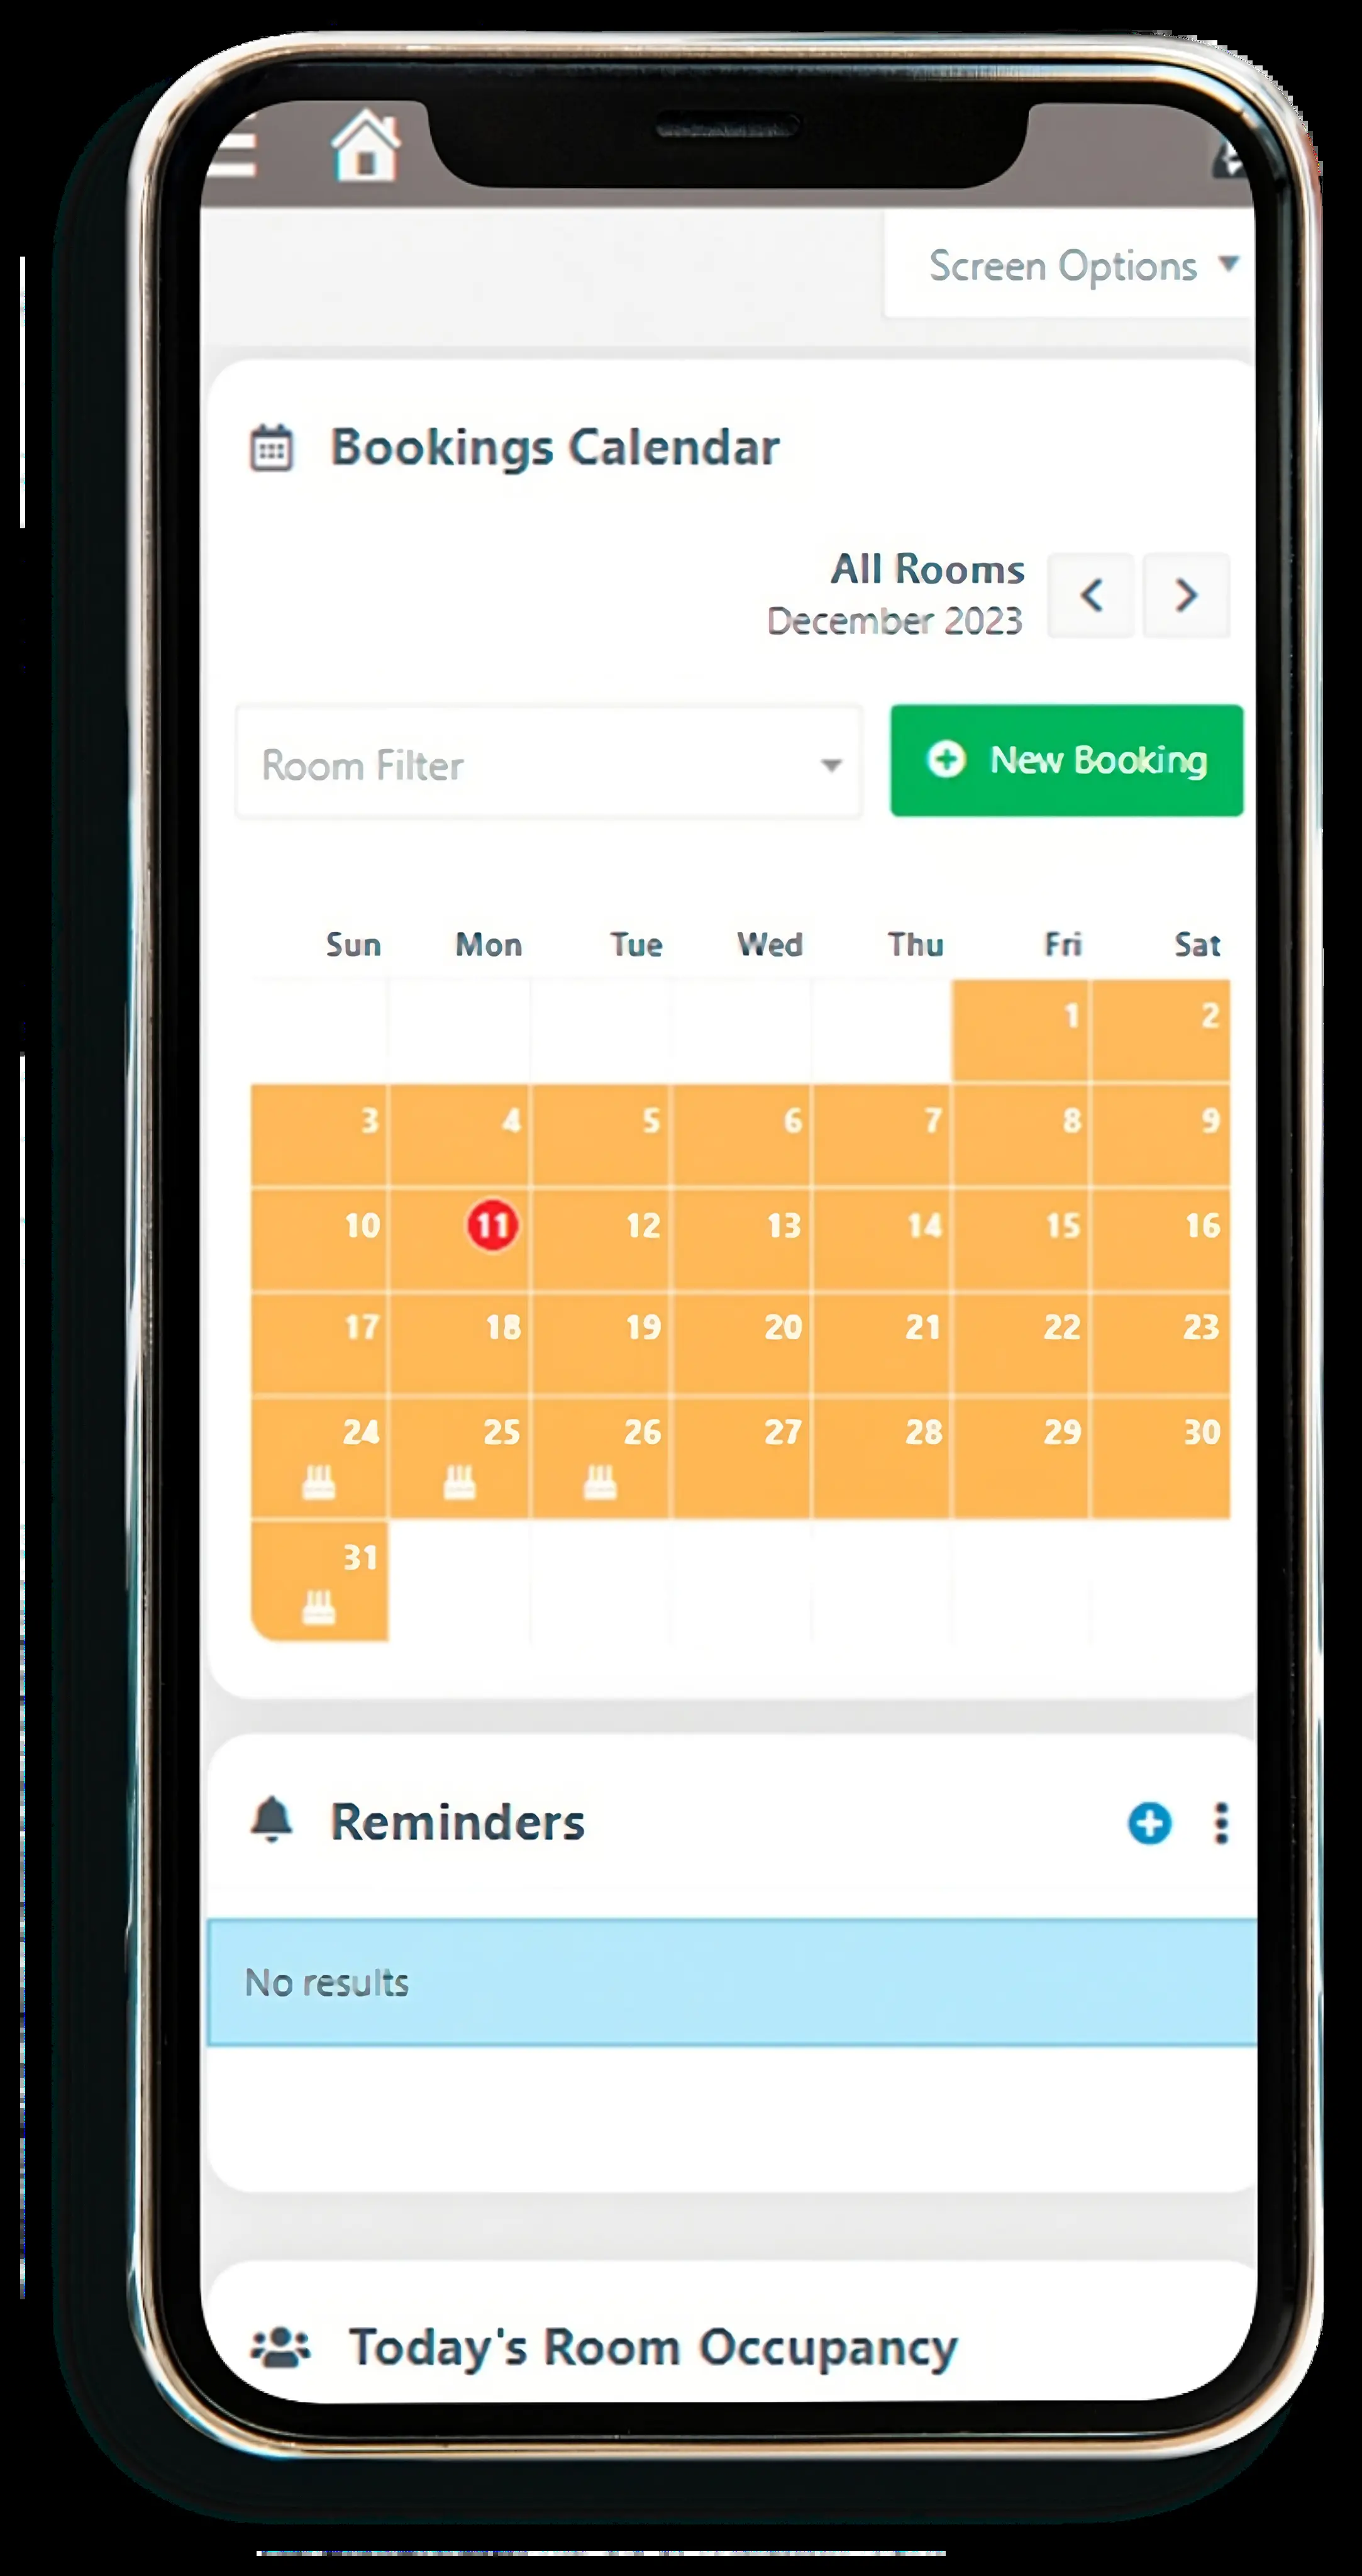 Screen Options
Bookings Calendar
All Rooms
December 2023
Room Filter
New Booking
Sun Mon Tue Wed Thu Fri Sat
1 2
3 4 5 6 7 8 9
10 11 12 13 14 15 16
17 18 19 20 21 22 23
24 25 26 27 28 29 30
31
Reminders
No results
Today's Room Occupancy